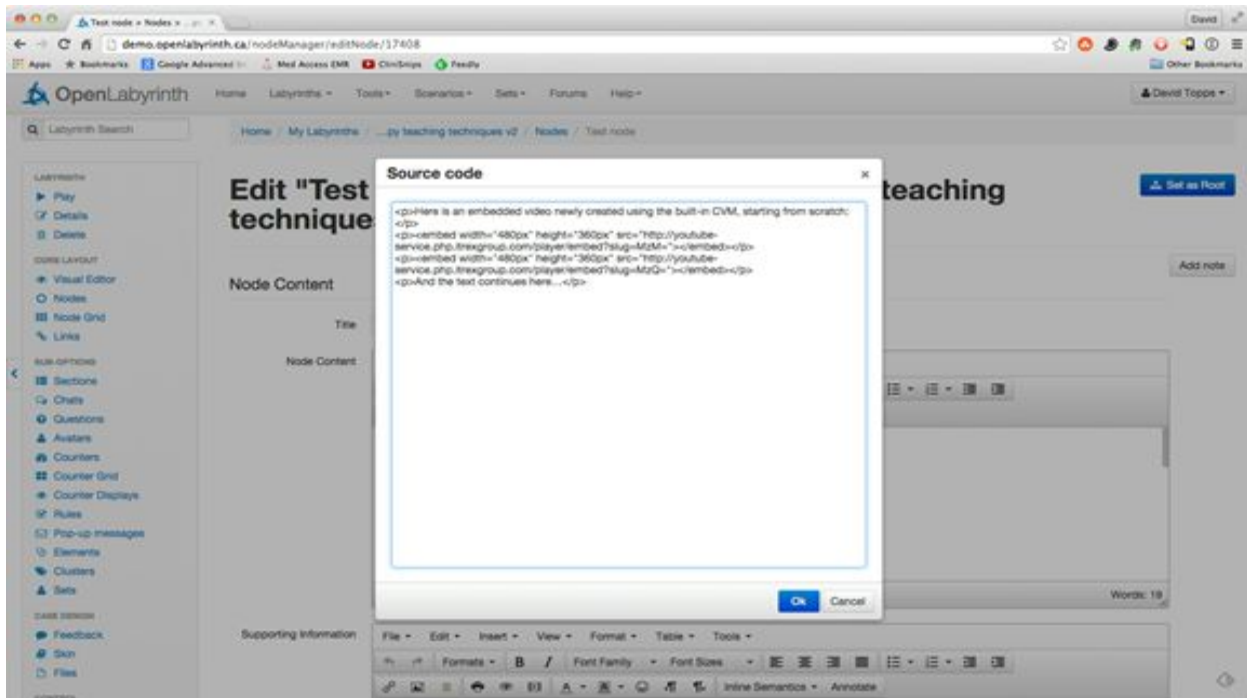 Test node » Nodes »
David
demo.openlabyrinth.ca/nodeManager/editNode/17408
Apps Bookmarks Google Advanced Med Access EMR ClinSnips Feedly Other Bookmarks
OpenLabyrinth Home Labyrinths Tools Scenarios Sets Forums Help David Topps
Labyrinth Search
Home / My Labyrinths / ...py teaching techniques v2 / Nodes / Test node
LABYRINTH
Play
Details
Delete
Visual Editor
Nodes
Node Grid
Links
SUB-OPTIONS
Sections
Chats
Questions
Avatars
Counters
Counter Grid
Counter Displays
Rules
Pop-up messages
Elements
Clusters
Sets
Feedback
Skin
Files
Edit "Test
technique
teaching
Set as Root
Add note
Node Content
Title
Node Content
Source code ×
<p>Here is an embedded video newly created using the built-in CVM, starting from scratch:
</p>
<p><embed width="480px" height="360px" src="http://youtube-
service.php.itrexgroup.com/player/embed?slug=MzM="></embed></p>
<p><embed width="480px" height="360px" src="http://youtube-
service.php.itrexgroup.com/player/embed?slug=MzQ="></embed></p>
<p>And the text continues here...</p>
Ok Cancel
Words: 19
Supporting Information
File Edit Insert View Format Table Tools
Formats B I Font Family Font Sizes
A A Inline Semantics Annotate